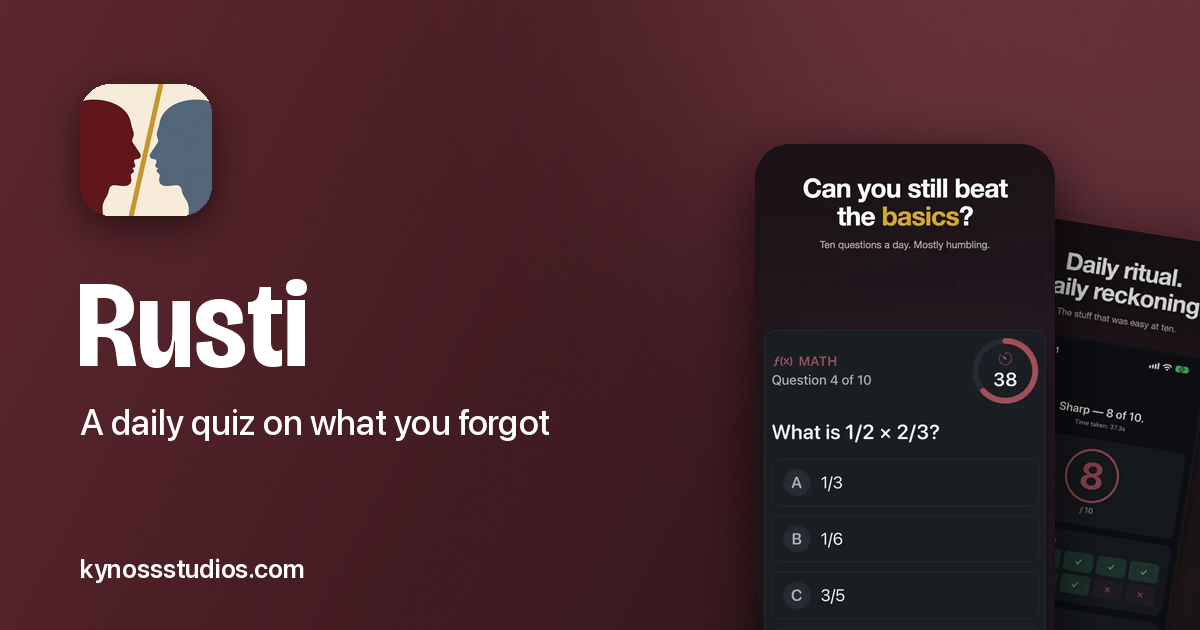 Rusti
A daily quiz on what you forgot
kynossstudios.com
Can you still beat
the basics?
Ten questions a day. Mostly humbling.
f(x) MATH
Question 4 of 10
38
What is 1/2 × 2/3?
A 1/3
B 1/6
C 3/5
Daily ritual.
aily reckoning
The stuff that was easy at ten.
Sharp — 8 of 10.
Time taken: 37.3s
8
/ 10